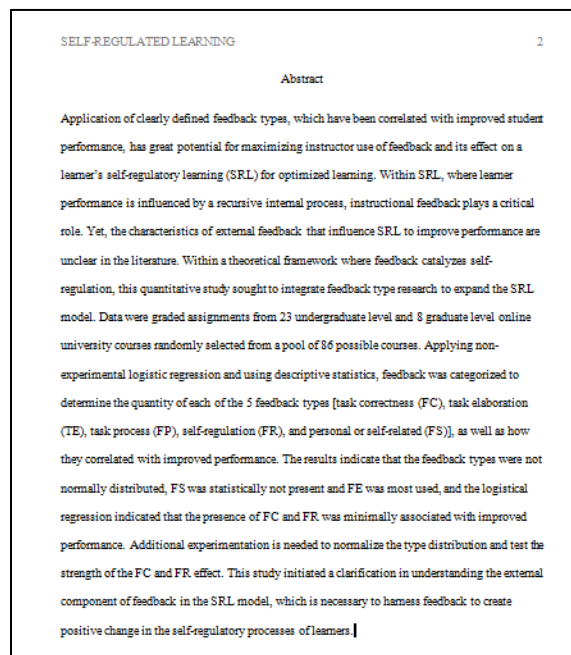 SELF-REGULATED LEARNING 2
Abstract
Application of clearly defined feedback types, which have been correlated with improved student
performance, has great potential for maximizing instructor use of feedback and its effect on a
learner's self-regulatory learning (SRL) for optimized learning. Within SRL, where learner
performance is influenced by a recursive internal process, instructional feedback plays a critical
role. Yet, the characteristics of external feedback that influence SRL to improve performance are
unclear in the literature. Within a theoretical framework where feedback catalyzes self-
regulation, this quantitative study sought to integrate feedback type research to expand the SRL
model. Data were graded assignments from 23 undergraduate level and 8 graduate level online
university courses randomly selected from a pool of 86 possible courses. Applying non-
experimental logistic regression and using descriptive statistics, feedback was categorized to
determine the quantity of each of the 5 feedback types [task correctness (FC), task elaboration
(TE), task process (FP), self-regulation (FR), and personal or self-related (FS)], as well as how
they correlated with improved performance. The results indicate that the feedback types were not
normally distributed, FS was statistically not present and FE was most used, and the logistical
regression indicated that the presence of FC and FR was minimally associated with improved
performance. Additional experimentation is needed to normalize the type distribution and test the
strength of the FC and FR effect. This study initiated a clarification in understanding the external
component of feedback in the SRL model, which is necessary to harness feedback to create
positive change in the self-regulatory processes of learners.